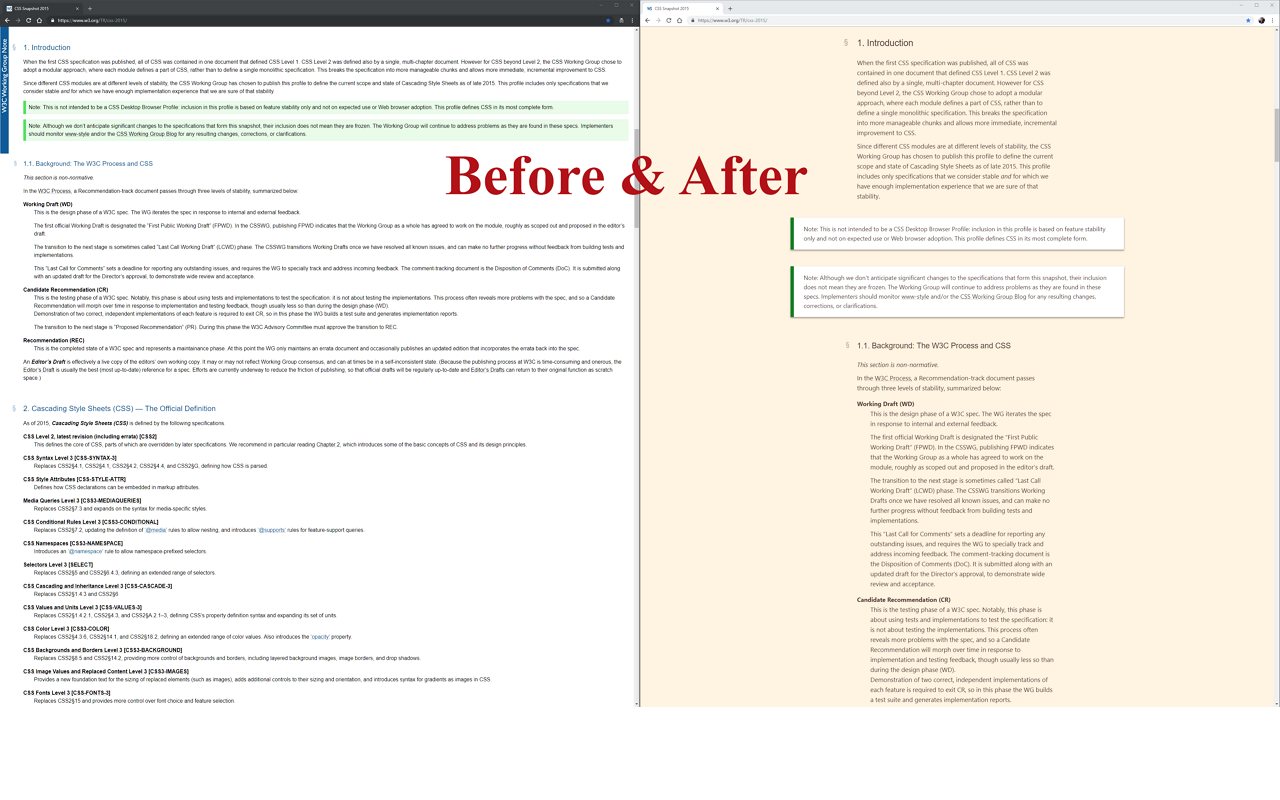 CSS Snapshot 2015
https://www.w3.org/TR/css-2015/
W3C Working Group Note
§ 1. Introduction
When the first CSS specification was published, all of CSS was contained in one document that defined CSS Level 1. CSS Level 2 was defined also by a single, multi-chapter document. However for CSS beyond Level 2, the CSS Working Group chose to
adopt a modular approach, where each module defines a part of CSS, rather than to define a single monolithic specification. This breaks the specification into more manageable chunks and allows more immediate, incremental improvement to CSS.
Since different CSS modules are at different levels of stability, the CSS Working Group has chosen to publish this profile to define the current scope and state of Cascading Style Sheets as of late 2015. This profile includes only specifications that we
consider stable and for which we have enough implementation experience that we are sure of that stability.
Note: This is not intended to be a CSS Desktop Browser Profile: inclusion in this profile is based on feature stability only and not on expected use or Web browser adoption. This profile defines CSS in its most complete form.
Note: Although we don't anticipate significant changes to the specifications that form this snapshot, their inclusion does not mean they are frozen. The Working Group will continue to address problems as they are found in these specs. Implementers
should monitor www-style and/or the CSS Working Group Blog for any resulting changes, corrections, or clarifications.
§ 1.1. Background: The W3C Process and CSS
This section is non-normative.
In the W3C Process, a Recommendation-track document passes through three levels of stability, summarized below:
Working Draft (WD)
This is the design phase of a W3C spec. The WG iterates the spec in response to internal and external feedback.
The first official Working Draft is designated the "First Public Working Draft" (FPWD). In the CSSWG, publishing FPWD indicates that the Working Group as a whole has agreed to work on the module, roughly as scoped out and proposed in the editor's
draft.
The transition to the next stage is sometimes called "Last Call Working Draft" (LCWD) phase. The CSSWG transitions Working Drafts once we have resolved all known issues, and can make no further progress without feedback from building tests and
implementations.
This "Last Call for Comments" sets a deadline for reporting any outstanding issues, and requires the WG to specially track and address incoming feedback. The comment-tracking document is the Disposition of Comments (DoC). It is submitted along
with an updated draft for the Director's approval, to demonstrate wide review and acceptance.
Candidate Recommendation (CR)
This is the testing phase of a W3C spec. Notably, this phase is about using tests and implementations to test the specification: it is not about testing the implementations. This process often reveals more problems with the spec, and so a Candidate
Recommendation will morph over time in response to implementation and testing feedback, though usually less so than during the design phase (WD).
Demonstration of two correct, independent implementations of each feature is required to exit CR, so in this phase the WG builds a test suite and generates implementation reports.
The transition to the next stage is "Proposed Recommendation" (PR). During this phase the W3C Advisory Committee must approve the transition to REC.
Recommendation (REC)
This is the completed state of a W3C spec and represents a maintenance phase. At this point the WG only maintains an errata document and occasionally publishes an updated edition that incorporates the errata back into the spec.
An Editor's Draft is effectively a live copy of the editors' own working copy. It may or may not reflect Working Group consensus, and can at times be in a self-inconsistent state. (Because the publishing process at W3C is time-consuming and onerous, the
Editor's Draft is usually the best (most up-to-date) reference for a spec. Efforts are currently underway to reduce the friction of publishing, so that official drafts will be regularly up-to-date and Editor's Drafts can return to their original function as scratch
space.)
§ 2. Cascading Style Sheets (CSS) — The Official Definition
As of 2015, Cascading Style Sheets (CSS) is defined by the following specifications.
CSS Level 2, latest revision (including errata) [CSS2]
This defines the core of CSS, parts of which are overridden by later specifications. We recommend in particular reading Chapter 2, which introduces some of the basic concepts of CSS and its design principles.
CSS Syntax Level 3 [CSS-SYNTAX-3]
Replaces CSS2§4.1, CSS2§4.1, CSS2§4.2, CSS2§4.4, and CSS2§G, defining how CSS is parsed.
CSS Style Attributes [CSS-STYLE-ATTR]
Defines how CSS declarations can be embedded in markup attributes.
Media Queries Level 3 [CSS3-MEDIAQUERIES]
Replaces CSS2§7.3 and expands on the syntax for media-specific styles.
CSS Conditional Rules Level 3 [CSS3-CONDITIONAL]
Replaces CSS2§7.2, updating the definition of '@media' rules to allow nesting, and introduces '@supports' rules for feature-support queries.
CSS Namespaces [CSS3-NAMESPACE]
Introduces an '@namespace' rule to allow namespace-prefixed selectors.
Selectors Level 3 [SELECT]
Replaces CSS2§5 and CSS2§6.4.3, defining an extended range of selectors.
CSS Cascading and Inheritance Level 3 [CSS-CASCADE-3]
Replaces CSS2§1.4.3 and CSS2§6
CSS Values and Units Level 3 [CSS-VALUES-3]
Replaces CSS2§1.4.2.1, CSS2§4.3, and CSS2§A.2.1–3, defining CSS's property definition syntax and expanding its set of units.
CSS Color Level 3 [CSS3-COLOR]
Replaces CSS2§4.3.6, CSS2§14.1, and CSS2§18.2, defining an extended range of color values. Also introduces the 'opacity' property.
CSS Backgrounds and Borders Level 3 [CSS3-BACKGROUND]
Replaces CSS2§8.5 and CSS2§14.2, providing more control of backgrounds and borders, including layered background images, image borders, and drop shadows.
CSS Image Values and Replaced Content Level 3 [CSS3-IMAGES]
Provides a new foundation text for the sizing of replaced elements (such as images), adds additional controls to their sizing and orientation, and introduces syntax for gradients as images in CSS.
CSS Fonts Level 3 [CSS-FONTS-3]
Replaces CSS2§15 and provides more control over font choice and feature selection.
Before & After
CSS Snapshot 2015
https://www.w3.org/TR/css-2015/
§ 1. Introduction
When the first CSS specification was published, all of CSS was
contained in one document that defined CSS Level 1. CSS Level 2 was
defined also by a single, multi-chapter document. However for CSS
beyond Level 2, the CSS Working Group chose to adopt a modular
approach, where each module defines a part of CSS, rather than to
define a single monolithic specification. This breaks the specification
into more manageable chunks and allows more immediate, incremental
improvement to CSS.
Since different CSS modules are at different levels of stability, the CSS
Working Group has chosen to publish this profile to define the current
scope and state of Cascading Style Sheets as of late 2015. This profile
includes only specifications that we consider stable and for which we
have enough implementation experience that we are sure of that
stability.
Note: This is not intended to be a CSS Desktop Browser Profile: inclusion in this profile is based on feature stability
only and not on expected use or Web browser adoption. This profile defines CSS in its most complete form.
Note: Although we don't anticipate significant changes to the specifications that form this snapshot, their inclusion
does not mean they are frozen. The Working Group will continue to address problems as they are found in these
specs. Implementers should monitor www-style and/or the CSS Working Group Blog for any resulting changes,
corrections, or clarifications.
§ 1.1. Background: The W3C Process and CSS
This section is non-normative.
In the W3C Process, a Recommendation-track document passes
through three levels of stability, summarized below:
Working Draft (WD)
This is the design phase of a W3C spec. The WG iterates the spec
in response to internal and external feedback.
The first official Working Draft is designated the "First Public
Working Draft" (FPWD). In the CSSWG, publishing FPWD indicates
that the Working Group as a whole has agreed to work on the
module, roughly as scoped out and proposed in the editor's draft.
The transition to the next stage is sometimes called "Last Call
Working Draft" (LCWD) phase. The CSSWG transitions Working
Drafts once we have resolved all known issues, and can make no
further progress without feedback from building tests and
implementations.
This "Last Call for Comments" sets a deadline for reporting any
outstanding issues, and requires the WG to specially track and
address incoming feedback. The comment-tracking document is
the Disposition of Comments (DoC). It is submitted along with an
updated draft for the Director's approval, to demonstrate wide
review and acceptance.
Candidate Recommendation (CR)
This is the testing phase of a W3C spec. Notably, this phase is
about using tests and implementations to test the specification: it
is not about testing the implementations. This process often
reveals more problems with the spec, and so a Candidate
Recommendation will morph over time in response to
implementation and testing feedback, though usually less so than
during the design phase (WD).
Demonstration of two correct, independent implementations of
each feature is required to exit CR, so in this phase the WG builds
a test suite and generates implementation reports.